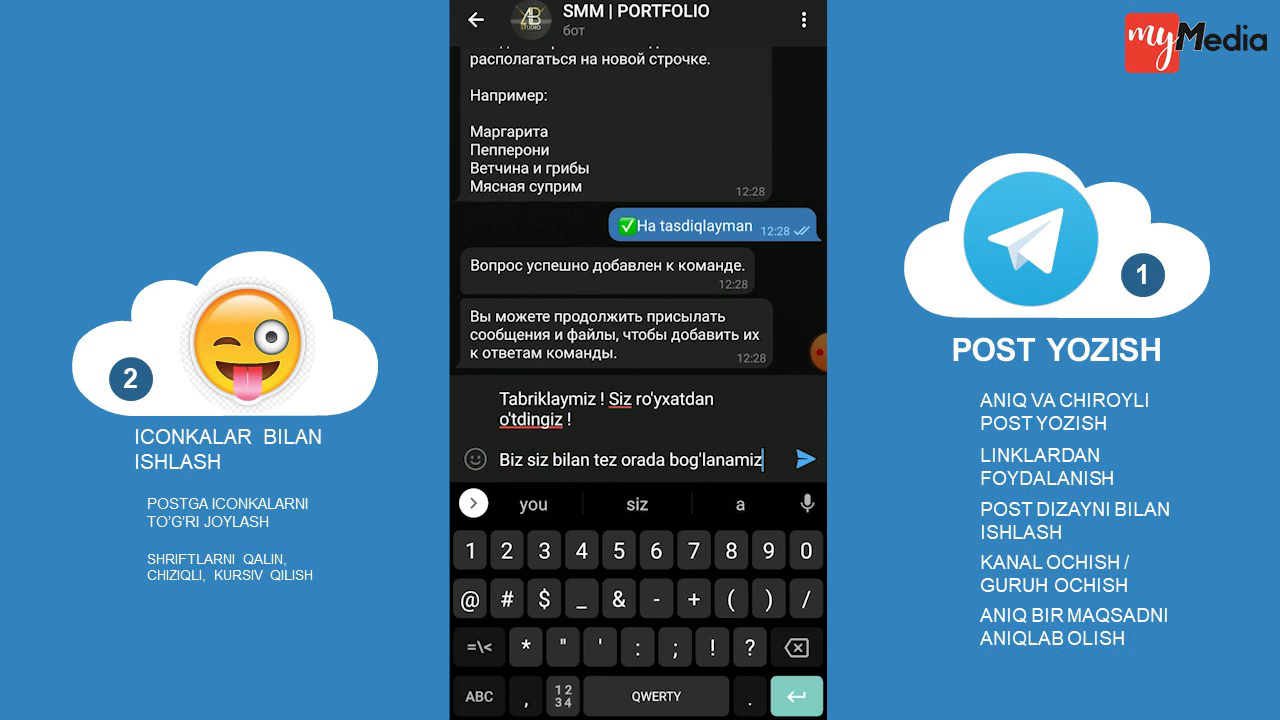 SMM | PORTFOLIO
бот
располагаться на новой строчке.
Например:
Маргарита
Пепперони
Ветчина и грибы
Мясная суприм
12:28
✅Ha tasdiqlayman 12:28
Вопрос успешно добавлен к команде.
12:28
Вы можете продолжить присылать
сообщения и файлы, чтобы добавить их
к ответам команды.
12:28
Tabriklaymiz ! Siz ro'yxatdan
o'tdingiz !
Biz siz bilan tez orada bog'lanamiz
you siz a
1 2 3 4 5 6 7 8 9 0
@ # $ _ & - + ( ) /
=\< * " ' : ; ! ?
ABC , 12 34 QWERTY .
2
ICONKALAR BILAN
ISHLASH
POSTGA ICONKALARNI
TO'G'RI JOYLASH
SHRIFTLARNI QALIN,
CHIZIQLI, KURSIV QILISH
myMedia
1
POST YOZISH
ANIQ VA CHIROYLI
POST YOZISH
LINKLARDAN
FOYDALANISH
POST DIZAYNI BILAN
ISHLASH
KANAL OCHISH /
GURUH OCHISH
ANIQ BIR MAQSADNI
ANIQLAB OLISH